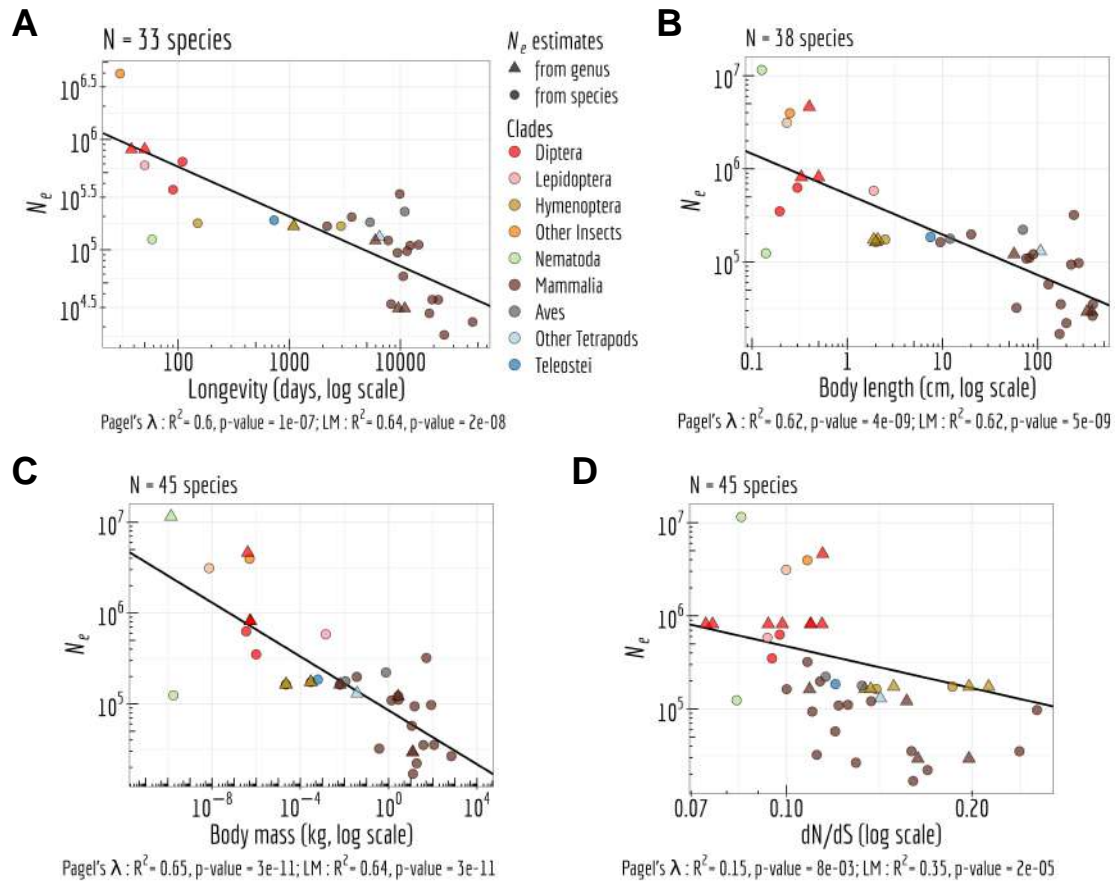 A
N = 33 species
10^6.5
10^6
10^5.5
10^5
10^4.5
N_e
100
1000
10000
Longevity (days, log scale)
Pagel's λ : R²= 0.6, p-value = 1e-07; LM : R²= 0.64, p-value = 2e-08
N_e estimates
from genus
from species
Clades
Diptera
Lepidoptera
Hymenoptera
Other Insects
Nematoda
Mammalia
Aves
Other Tetrapods
Teleostei
B
N = 38 species
10^7
10^6
10^5
N_e
0.1
1
10
100
Body length (cm, log scale)
Pagel's λ : R²= 0.62, p-value = 4e-09; LM : R²= 0.62, p-value = 5e-09
C
N = 45 species
10^7
10^6
10^5
N_e
10^−8
10^−4
10^0
10^4
Body mass (kg, log scale)
Pagel's λ : R²= 0.65, p-value = 3e-11; LM : R²= 0.64, p-value = 3e-11
D
N = 45 species
10^7
10^6
10^5
N_e
0.07
0.10
0.20
dN/dS (log scale)
Pagel's λ : R²= 0.15, p-value = 8e-03; LM : R²= 0.35, p-value = 2e-05